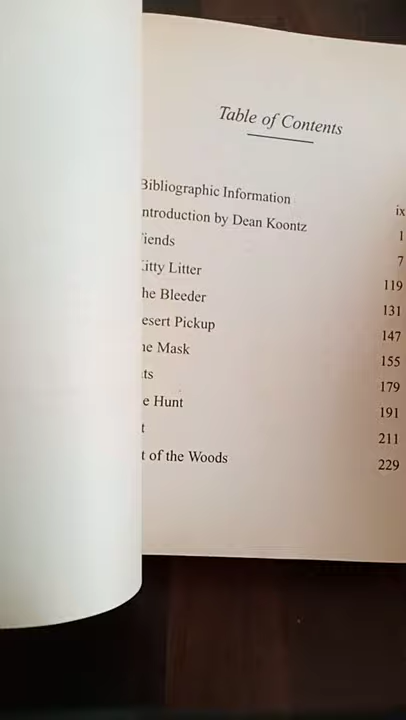 Table of Contents
Bibliographic Information ix
ntroduction by Dean Koontz 1
iends 7
itty Litter 119
he Bleeder 131
esert Pickup 147
e Mask 155
ts 179
e Hunt 191
t 211
t of the Woods 229